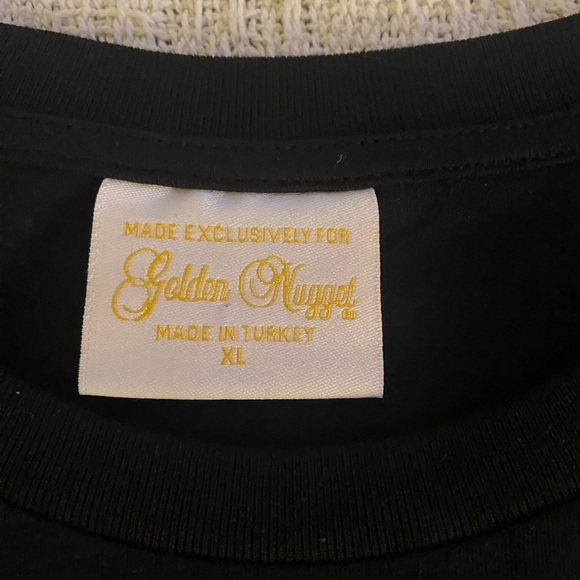 MADE EXCLUSIVELY FOR
Golden Nugget
MADE IN TURKEY
XL